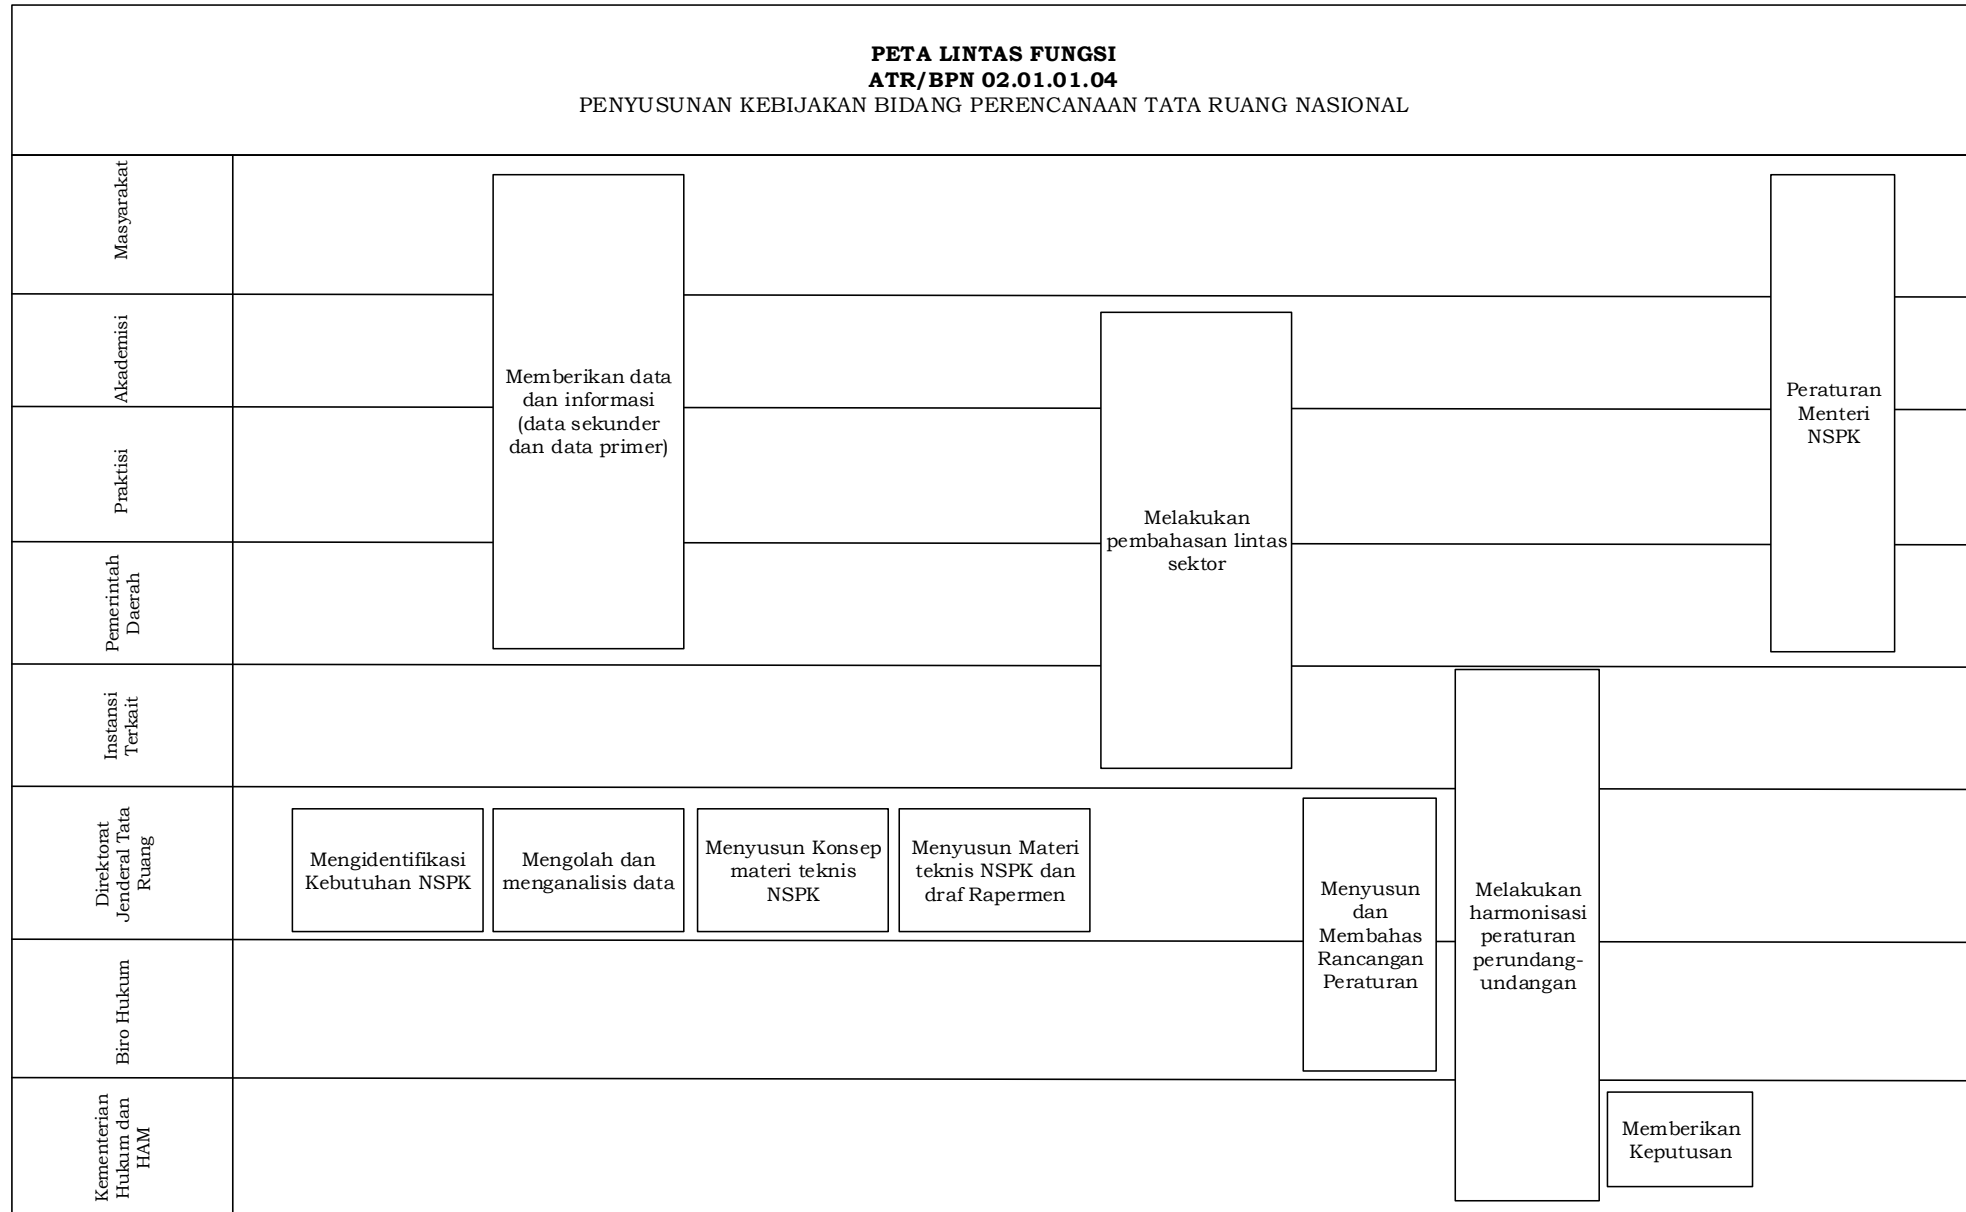 PETA LINTAS FUNGSI
ATR/BPN 02.01.01.04
PENYUSUNAN KEBIJAKAN BIDANG PERENCANAAN TATA RUANG NASIONAL
Masyarakat
Akademisi
Praktisi
Pemerintah
Daerah
Instansi
Terkait
Direktorat
Jenderal Tata
Ruang
Biro Hukum
Kementerian
Hukum dan
HAM
Mengidentifikasi
Kebutuhan NSPK
Memberikan data
dan informasi
(data sekunder
dan data primer)
Mengolah dan
menganalisis data
Menyusun Konsep
materi teknis
NSPK
Menyusun Materi
teknis NSPK dan
draf Rapermen
Melakukan
pembahasan lintas
sektor
Menyusun
dan
Membahas
Rancangan
Peraturan
Melakukan
harmonisasi
peraturan
perundang-
undangan
Memberikan
Keputusan
Peraturan
Menteri
NSPK